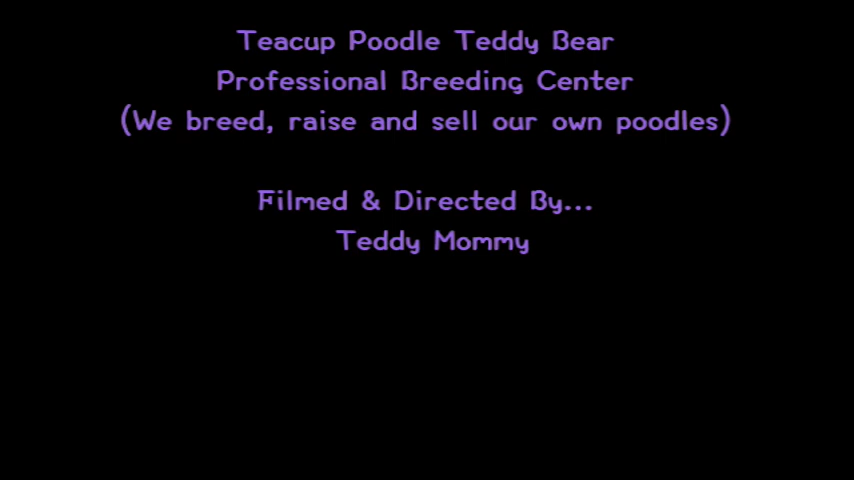 Teacup Poodle Teddy Bear
Professional Breeding Center
(We breed, raise and sell our own poodles)
Filmed & Directed By...
Teddy Mommy